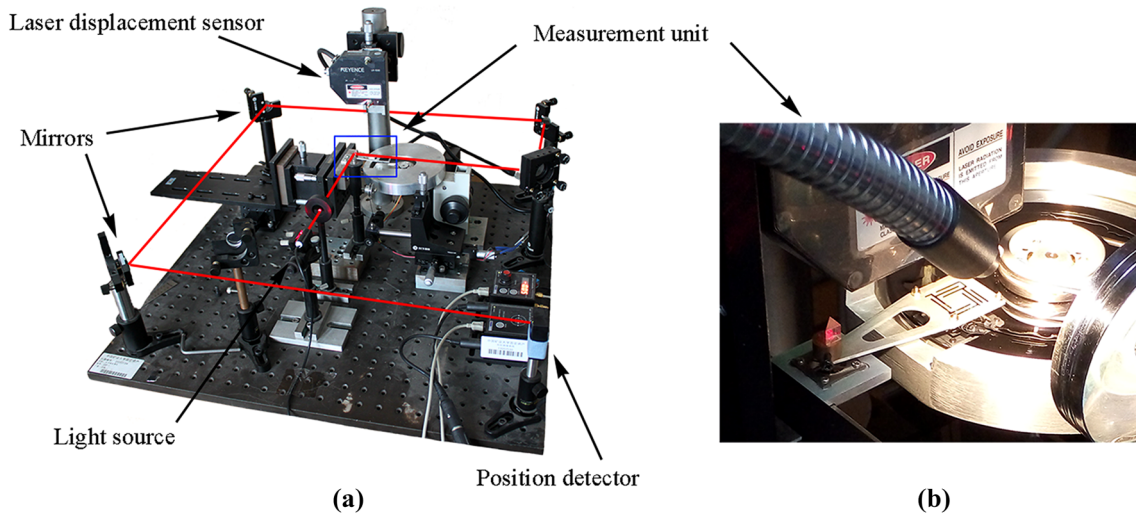 Laser displacement sensor
Measurement unit
KEYENCE
Mirrors
AVOID EXPOSURE
LASER RADIATION
IS EMITTED FROM
THIS APERTURE
Light source
Position detector
(a)
(b)